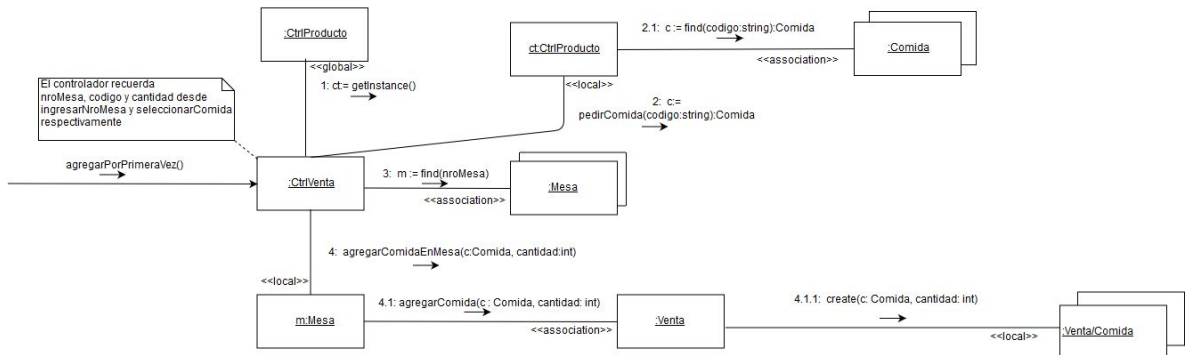 :CtrlProducto
<<global>>
1: ct:= getInstance()
ct:CtrlProducto
<<local>>
2.1: c := find(codigo:string):Comida
<<association>>
:Comida
El controlador recuerda
nroMesa, codigo y cantidad desde
ingresarNroMesa y seleccionarComida
respectivamente
2: c:=
pedirComida(codigo:string):Comida
agregarPorPrimeraVez()
:CtrlVenta
3: m := find(nroMesa)
<<association>>
:Mesa
4: agregarComidaEnMesa(c:Comida, cantidad:int)
<<local>>
m:Mesa
4.1: agregarComida(c : Comida, cantidad: int)
<<association>>
:Venta
4.1.1: create(c: Comida, cantidad: int)
<<local>>
:Venta/Comida